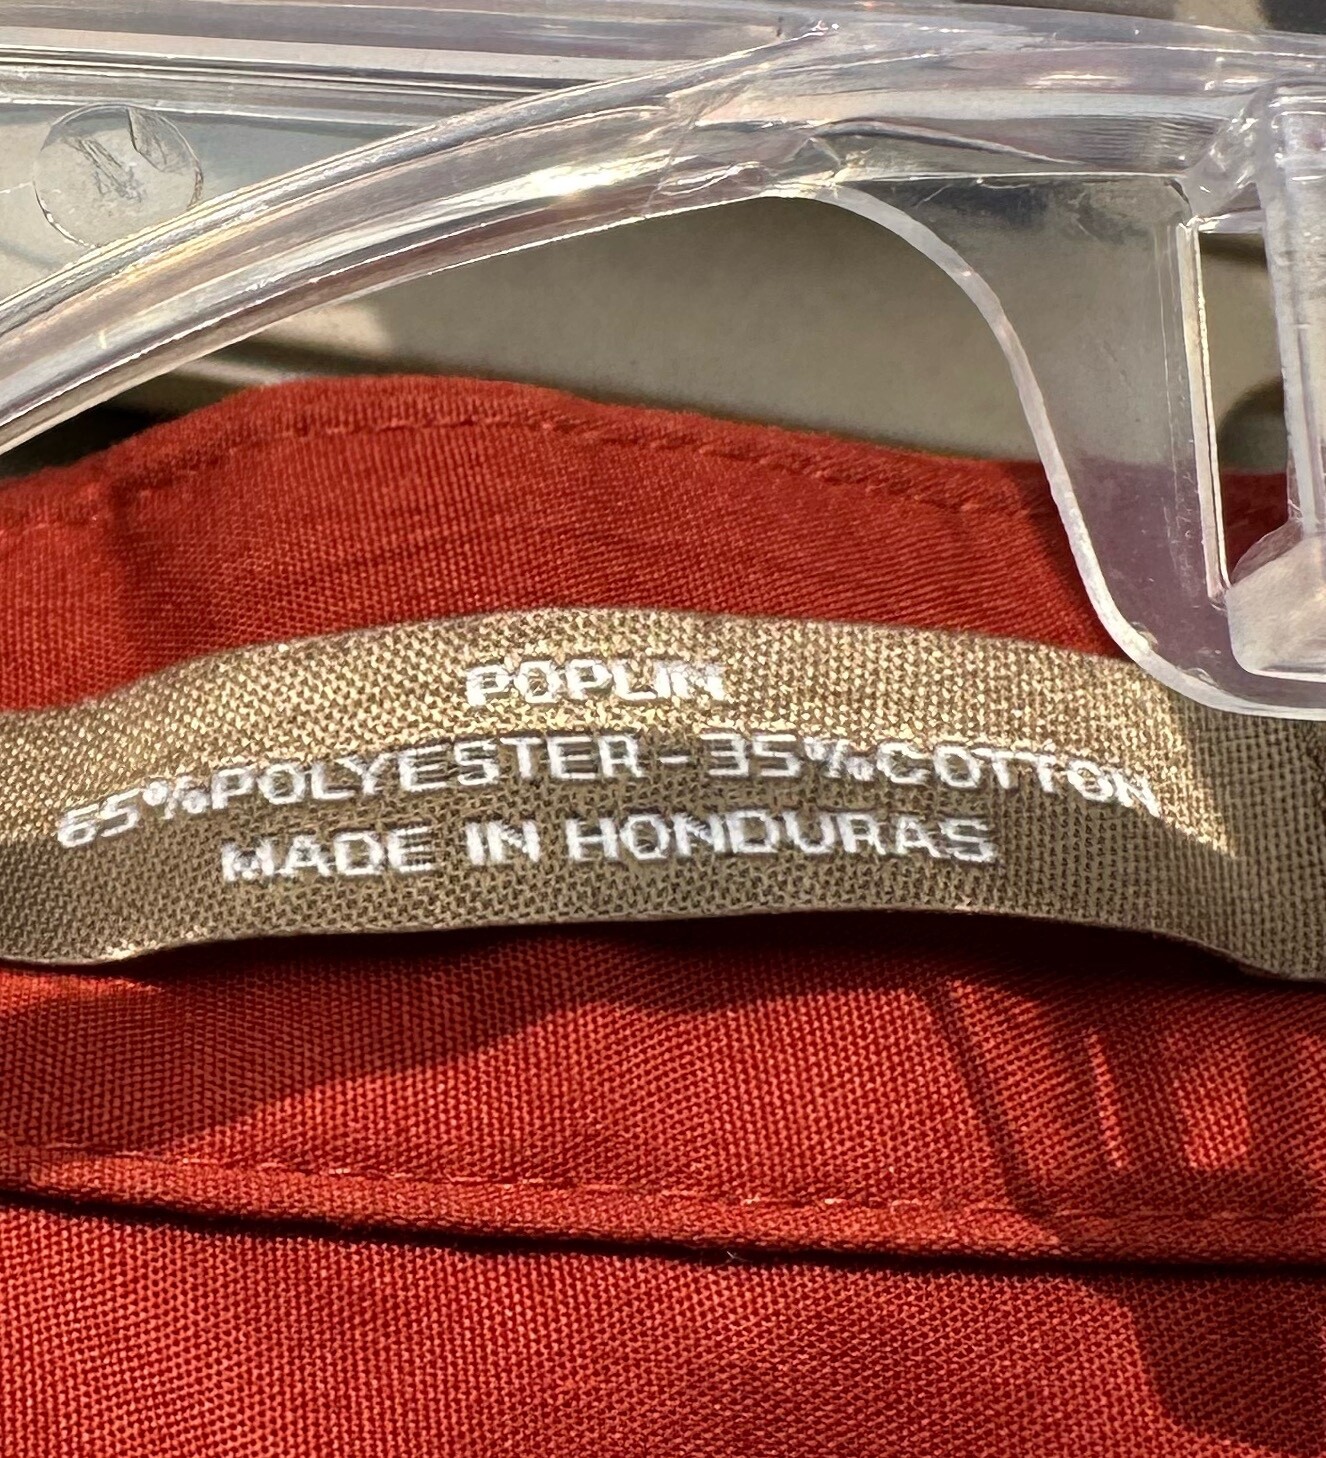 POPLIN
65%POLYESTER - 35%COTTON
MADE IN HONDURAS